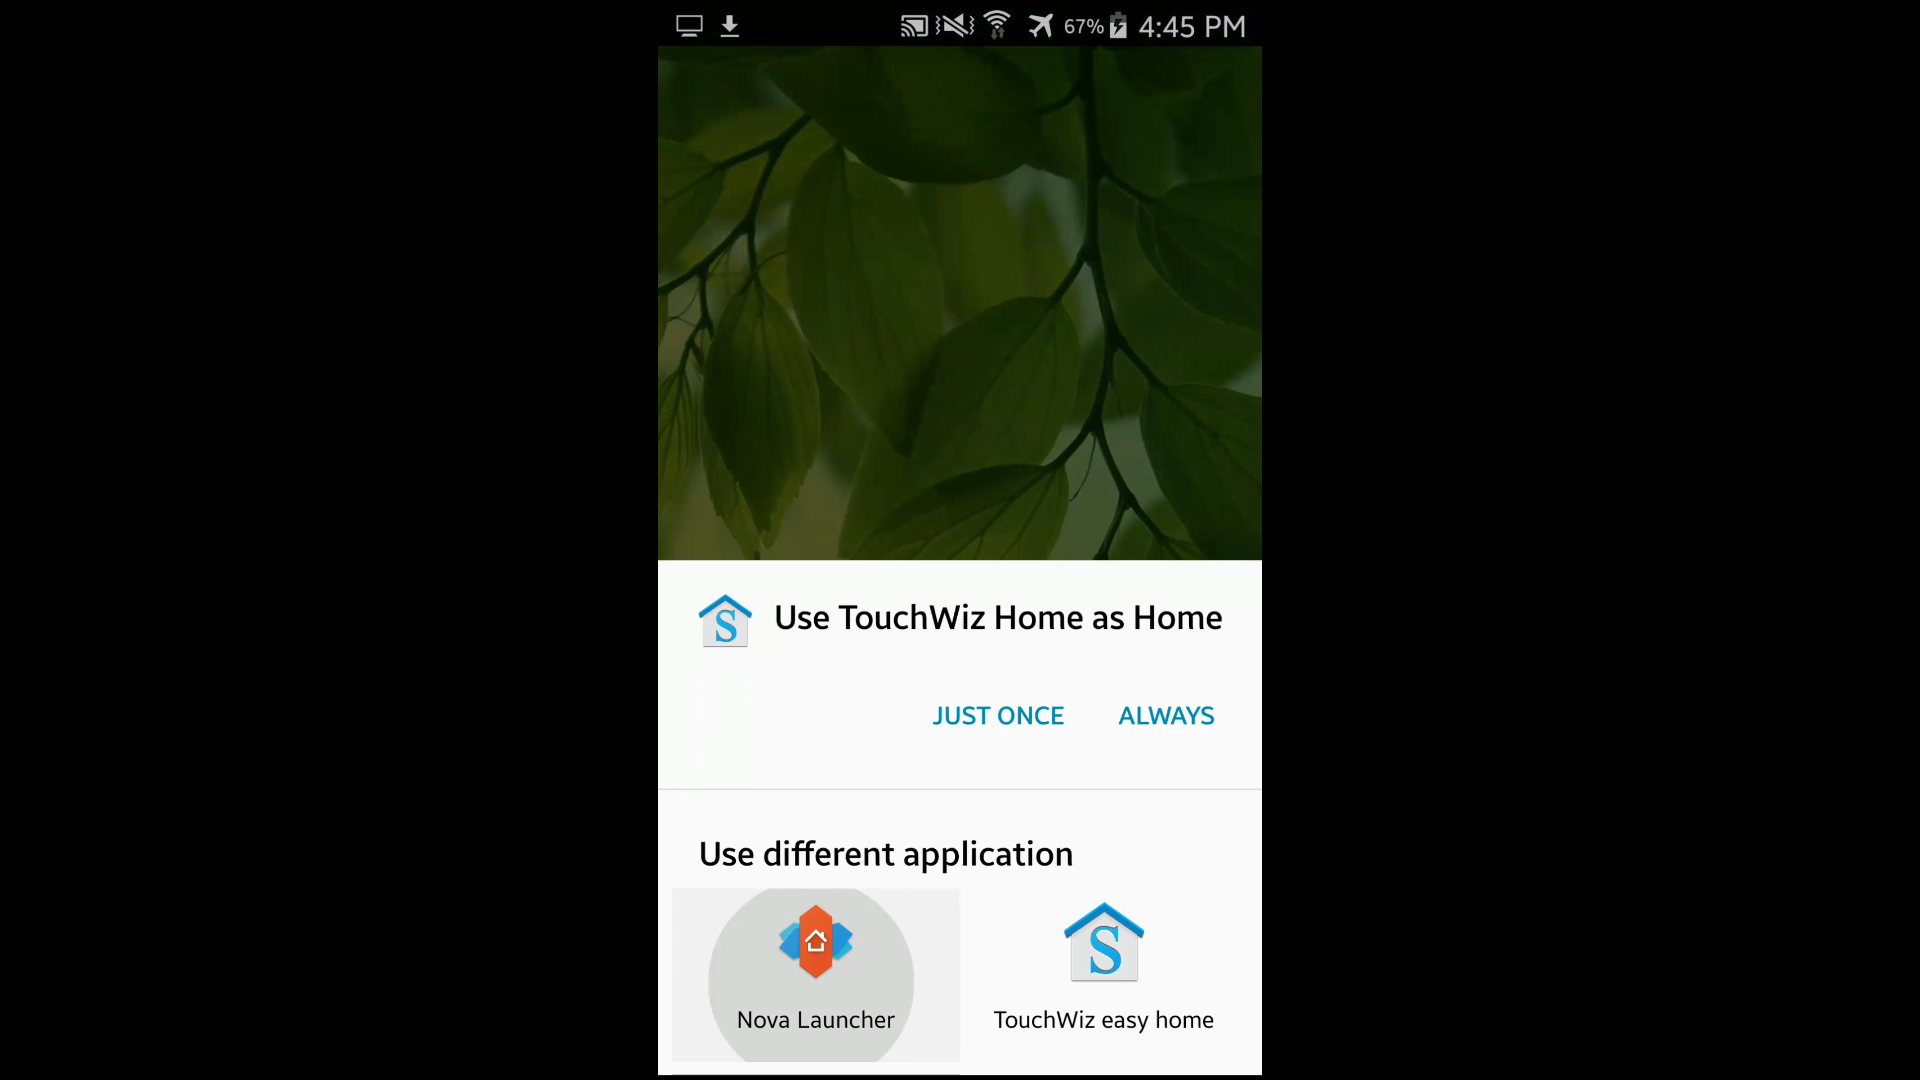 67% 4:45 PM
S Use TouchWiz Home as Home
JUST ONCE ALWAYS
Use different application
S
Nova Launcher TouchWiz easy home